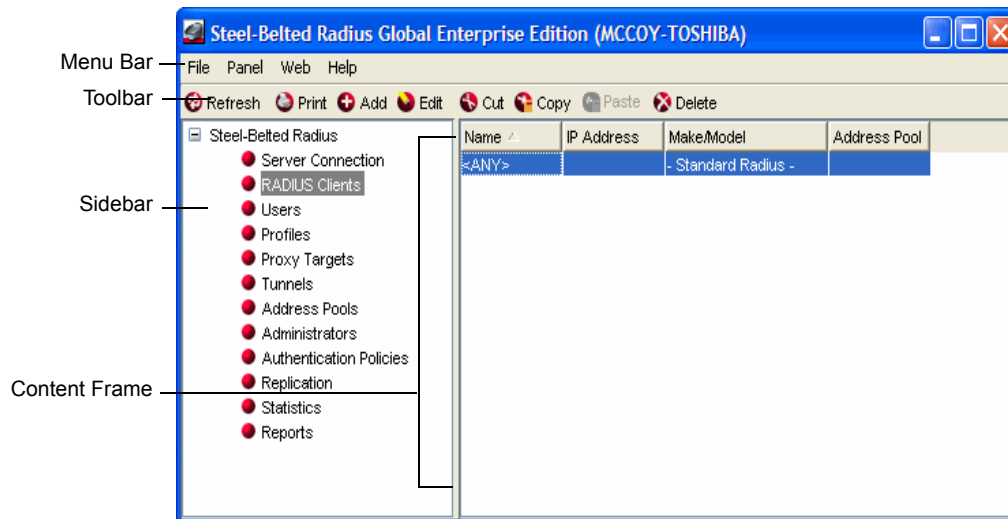 Steel-Belted Radius Global Enterprise Edition (MCCOY-TOSHIBA)
Menu Bar
File Panel Web Help
Toolbar
Refresh Print Add Edit Cut Copy Paste Delete
Steel-Belted Radius
Name IP Address Make/Model Address Pool
Server Connection
<ANY> - Standard Radius -
RADIUS Clients
Sidebar
Users
Profiles
Proxy Targets
Tunnels
Address Pools
Administrators
Authentication Policies
Content Frame
Replication
Statistics
Reports